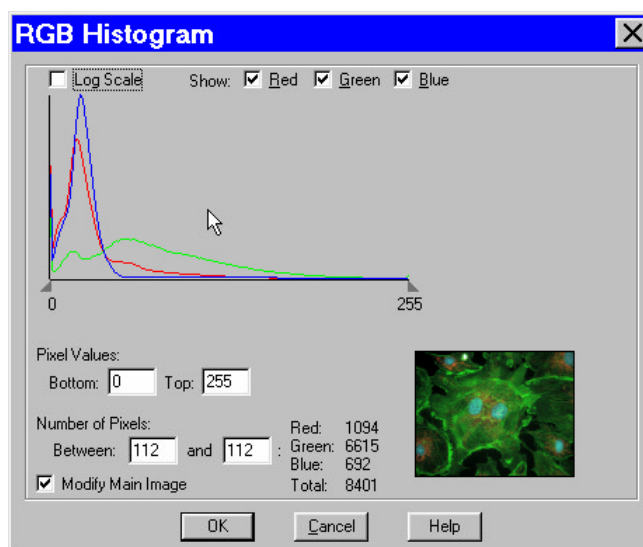 RGB Histogram
Log Scale Show: Red Green Blue
0 255
Pixel Values:
Bottom: 0 Top: 255
Number of Pixels:
Between: 112 and 112 :
Red: 1094
Green: 6615
Blue: 692
Total: 8401
Modify Main Image
OK Cancel Help